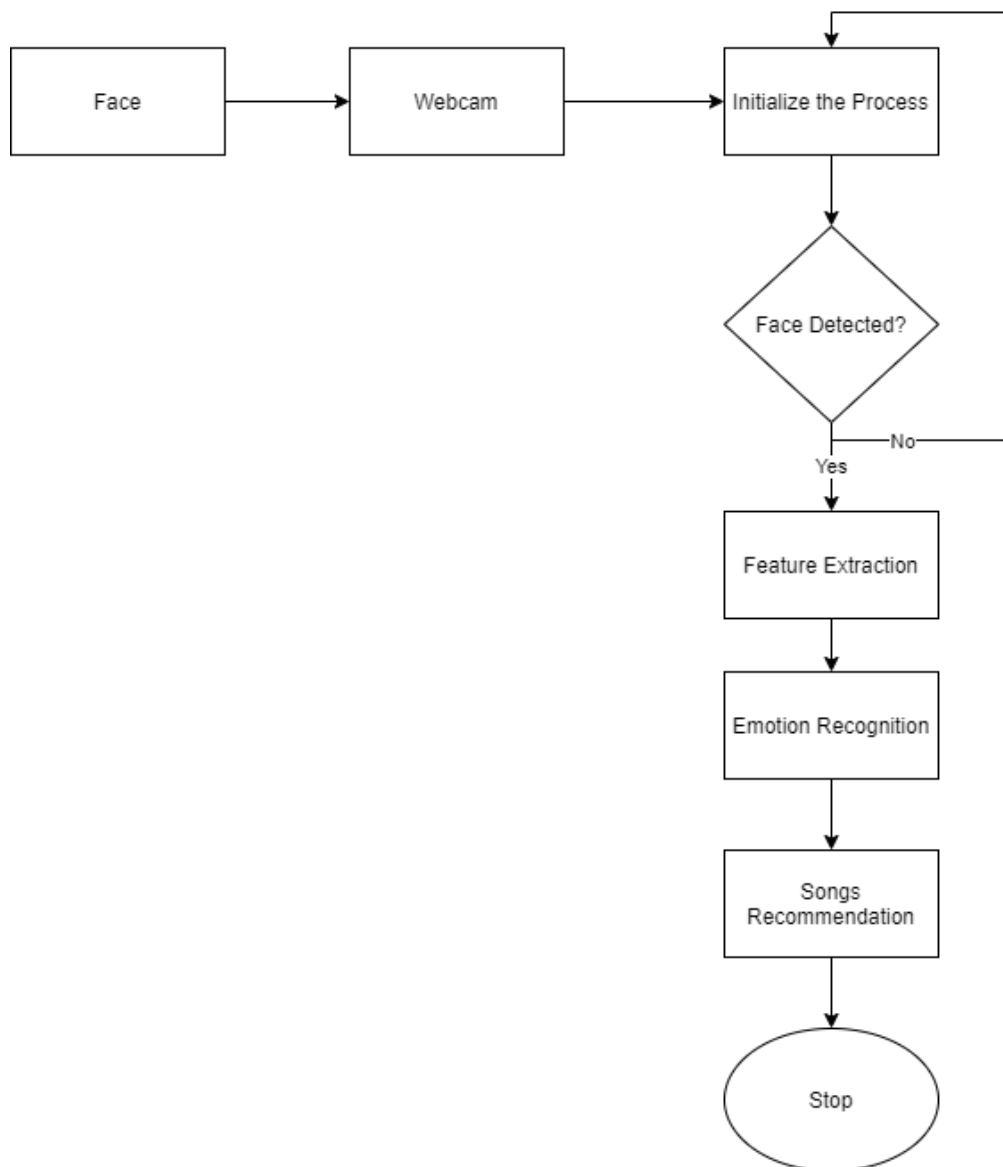 Face
Webcam
Initialize the Process
Face Detected?
No
Yes
Feature Extraction
Emotion Recognition
Songs
Recommendation
Stop